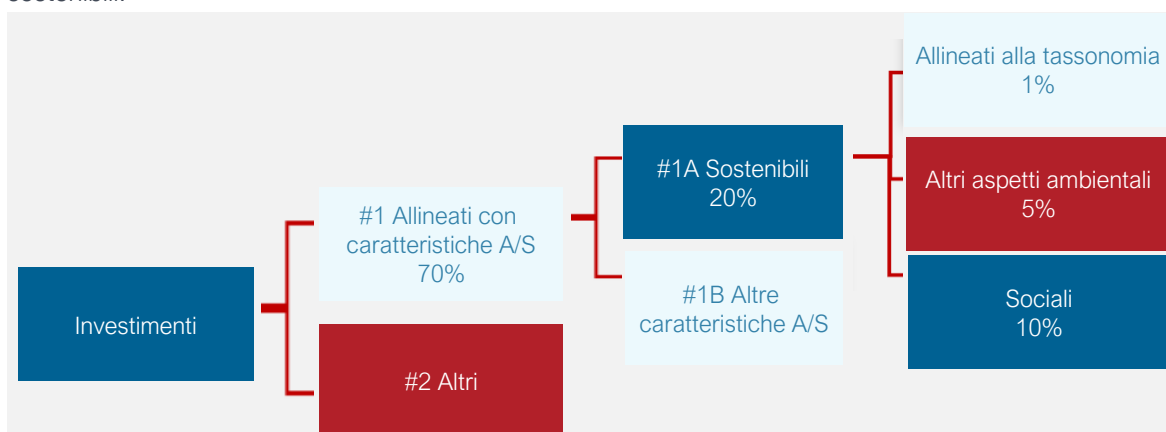 Investimenti
#1 Allineati con
caratteristiche A/S
70%
#2 Altri
#1A Sostenibili
20%
#1B Altre
caratteristiche A/S
Allineati alla tassonomia
1%
Altri aspetti ambientali
5%
Sociali
10%